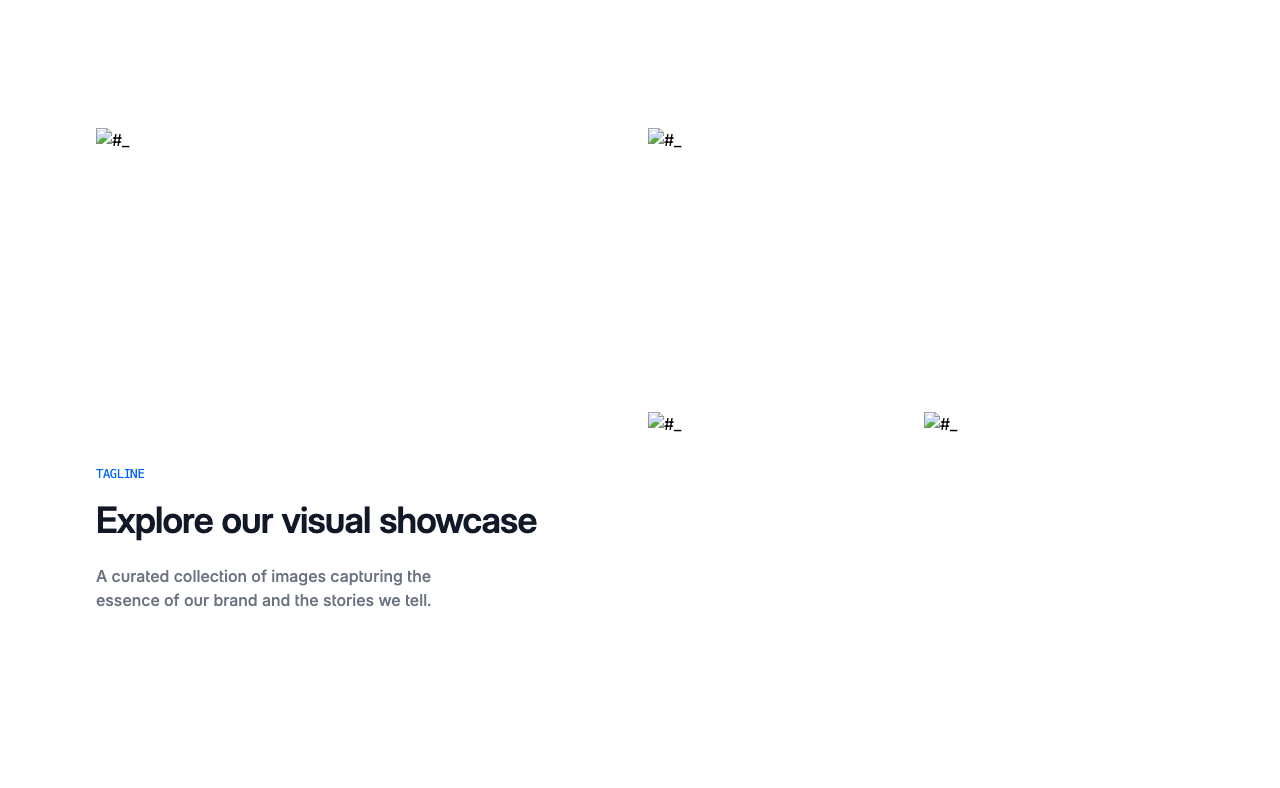 #_
#_
#_
#_
TAGLINE
Explore our visual showcase
A curated collection of images capturing the
essence of our brand and the stories we tell.